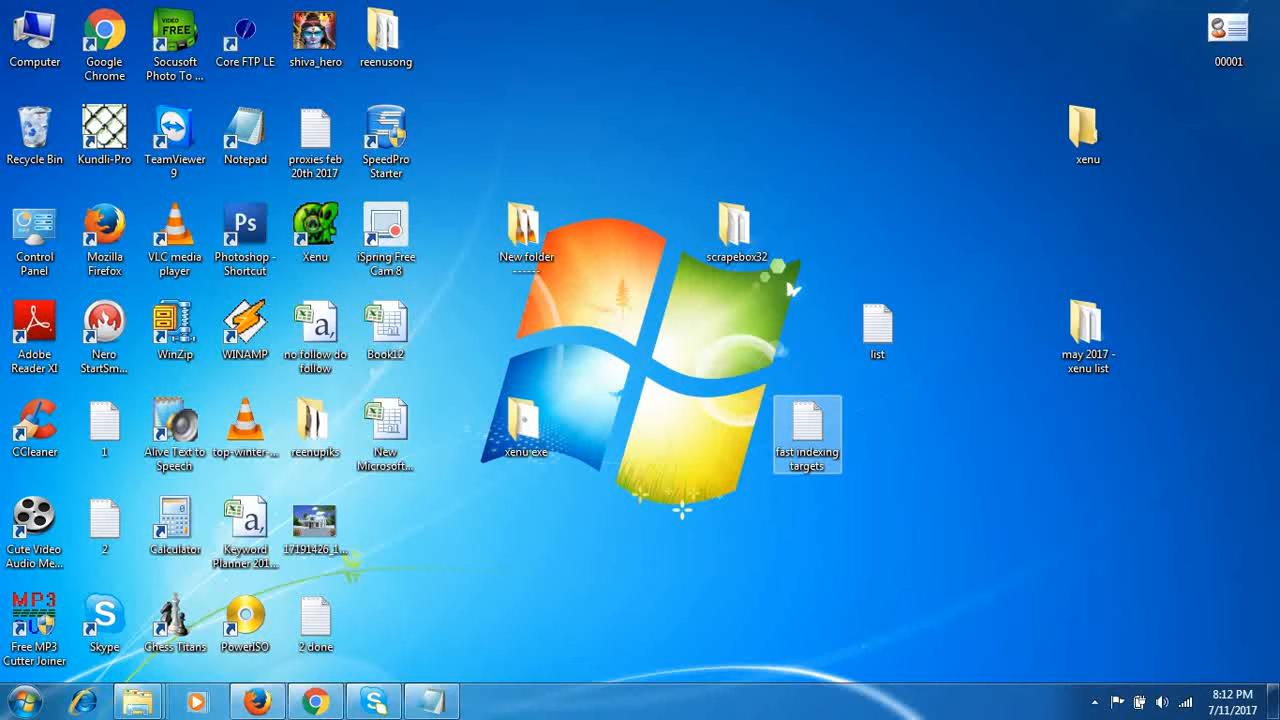 Computer
Google
Chrome
VIDEO
FREE
Socusoft
Photo To ...
Core FTP LE
shiva_hero
reenusong
00001
Recycle Bin
Kundli-Pro
TeamViewer
9
Notepad
proxies feb
20th 2017
SpeedPro
Starter
xenu
Control
Panel
Mozilla
Firefox
VLC media
player
Ps
Photoshop -
Shortcut
Xenu
iSpring Free
Cam 8
New folder
------
scrapebox32
Adobe
Reader XI
Nero
StartSm...
WinZip
WINAMP
a,
no follow do
follow
Book12
list
may 2017 -
xenu list
CCleaner
1
Alive Text to
Speech
top-winter-...
reenupiks
New
Microsoft...
xenu exe
fast indexing
targets
Cute Video
Audio Me...
2
Calculator
a,
Keyword
Planner 201...
17191426_1...
MP3
Free MP3
Cutter Joiner
S
Skype
Chess Titans
PowerISO
2 done
8:12 PM
7/11/2017